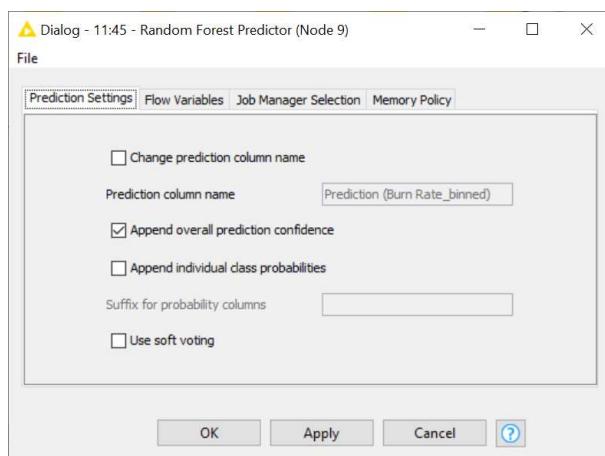 Dialog - 11:45 - Random Forest Predictor (Node 9)
File
Prediction Settings Flow Variables Job Manager Selection Memory Policy
Change prediction column name
Prediction column name Prediction (Burn Rate_binned)
Append overall prediction confidence
Append individual class probabilities
Suffix for probability columns
Use soft voting
OK Apply Cancel ?